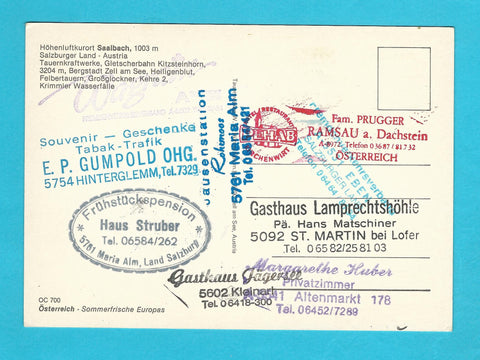 Höhenluftkurort Saalbach, 1003 m
Salzburger Land - Austria
Tauernkraftwerke, Gletscherbahn Kitzsteinhorn,
3204 m, Bergstadt Zell am See, Heiligenblut,
Felbertauern, Großglockner, Kehre 2,
Krimmler Wasserfälle
Souvenir — Geschenke
Tabak - Trafik
E. P. GUMPOLD OHG.
5754 HINTERGLEMM, Tel. 7329
Frühstückspension
Haus Struber
Tel. 06584/262
5761 Maria Alm, Land Salzburg
OC 700
Österreich - Sommerfrische Europas
Jausenstation
5761 Maria Alm
Fam. PRUGGER
RAMSAU a. Dachstein
ÖSTERREICH
Gasthaus Lamprechtshöhle
Pä. Hans Matschiner
5092 ST. MARTIN bei Lofer
Tel. 0 65 82/25 81 03
Gasthaus Jägersee
5602 Kleinarl
Tel. 06418-300
Margarethe Huber
Privatzimmer
Altenmarkt 178
Tel. 06452/7289